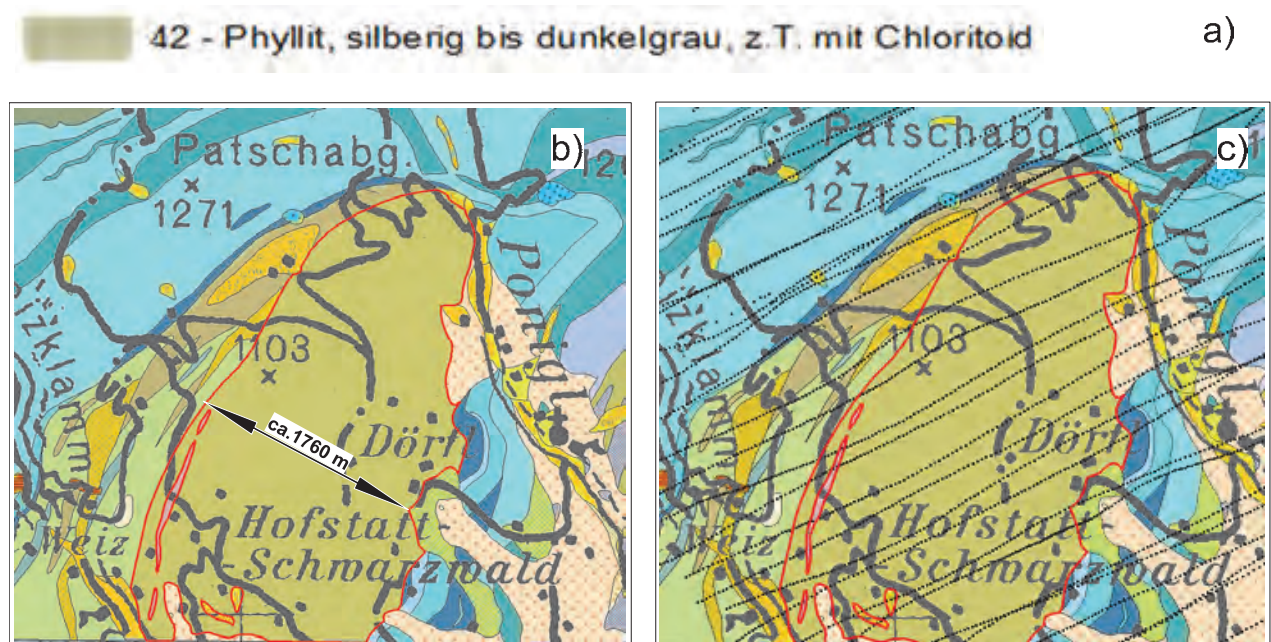 42 - Phyllit, silberig bis dunkelgrau, z.T. mit Chloritoid
a)
b)
Patschabg.
1271
1103
ca.1760 m
Dörfl
Hofstatt
-Schwarzwald
Weiz
c)
Patschabg.
1271
1103
Dörfl
Hofstatt-
-Schwarzwald
Weiz